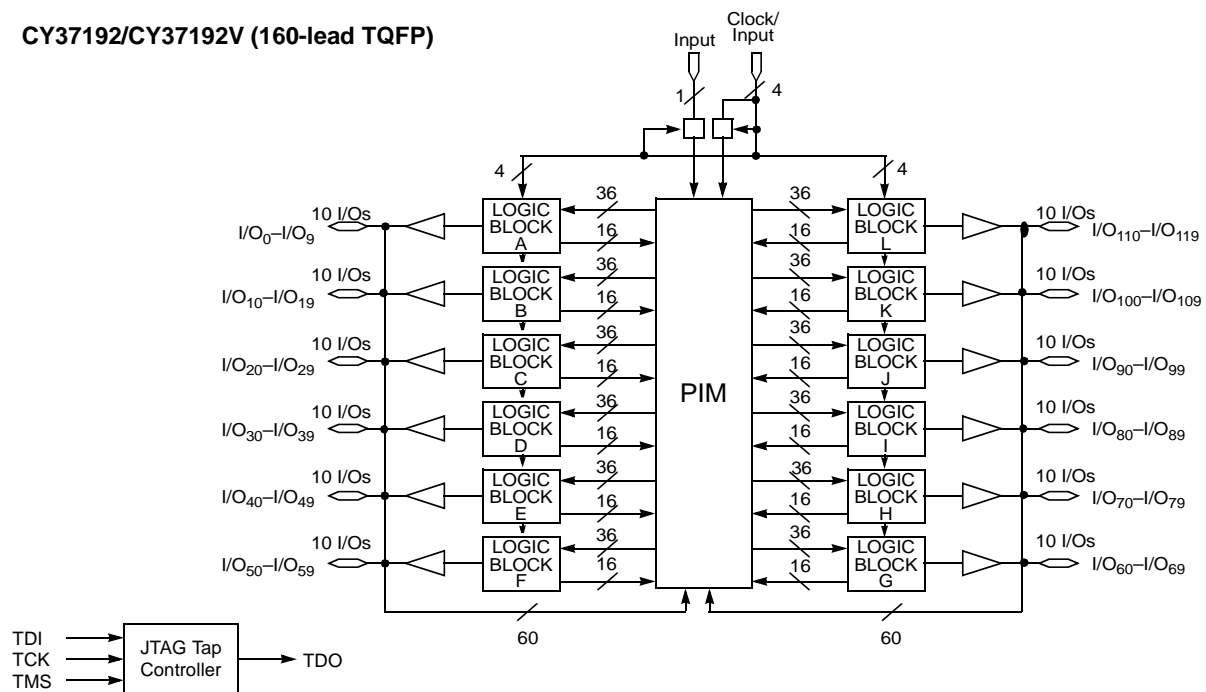 CY37192/CY37192V (160-lead TQFP)
Clock/
Input
Input
1
4
4
4
10 I/Os
I/O0–I/O9
LOGIC
BLOCK
A
36
16
PIM
36
16
LOGIC
BLOCK
L
10 I/Os
I/O110–I/O119
10 I/Os
I/O10–I/O19
LOGIC
BLOCK
B
36
16
36
16
LOGIC
BLOCK
K
10 I/Os
I/O100–I/O109
10 I/Os
I/O20–I/O29
LOGIC
BLOCK
C
36
16
36
16
LOGIC
BLOCK
J
10 I/Os
I/O90–I/O99
10 I/Os
I/O30–I/O39
LOGIC
BLOCK
D
36
16
36
16
LOGIC
BLOCK
I
10 I/Os
I/O80–I/O89
10 I/Os
I/O40–I/O49
LOGIC
BLOCK
E
36
16
36
16
LOGIC
BLOCK
H
10 I/Os
I/O70–I/O79
10 I/Os
I/O50–I/O59
LOGIC
BLOCK
F
36
16
36
16
LOGIC
BLOCK
G
10 I/Os
I/O60–I/O69
60
60
TDI
TCK
TMS
JTAG Tap
Controller
TDO